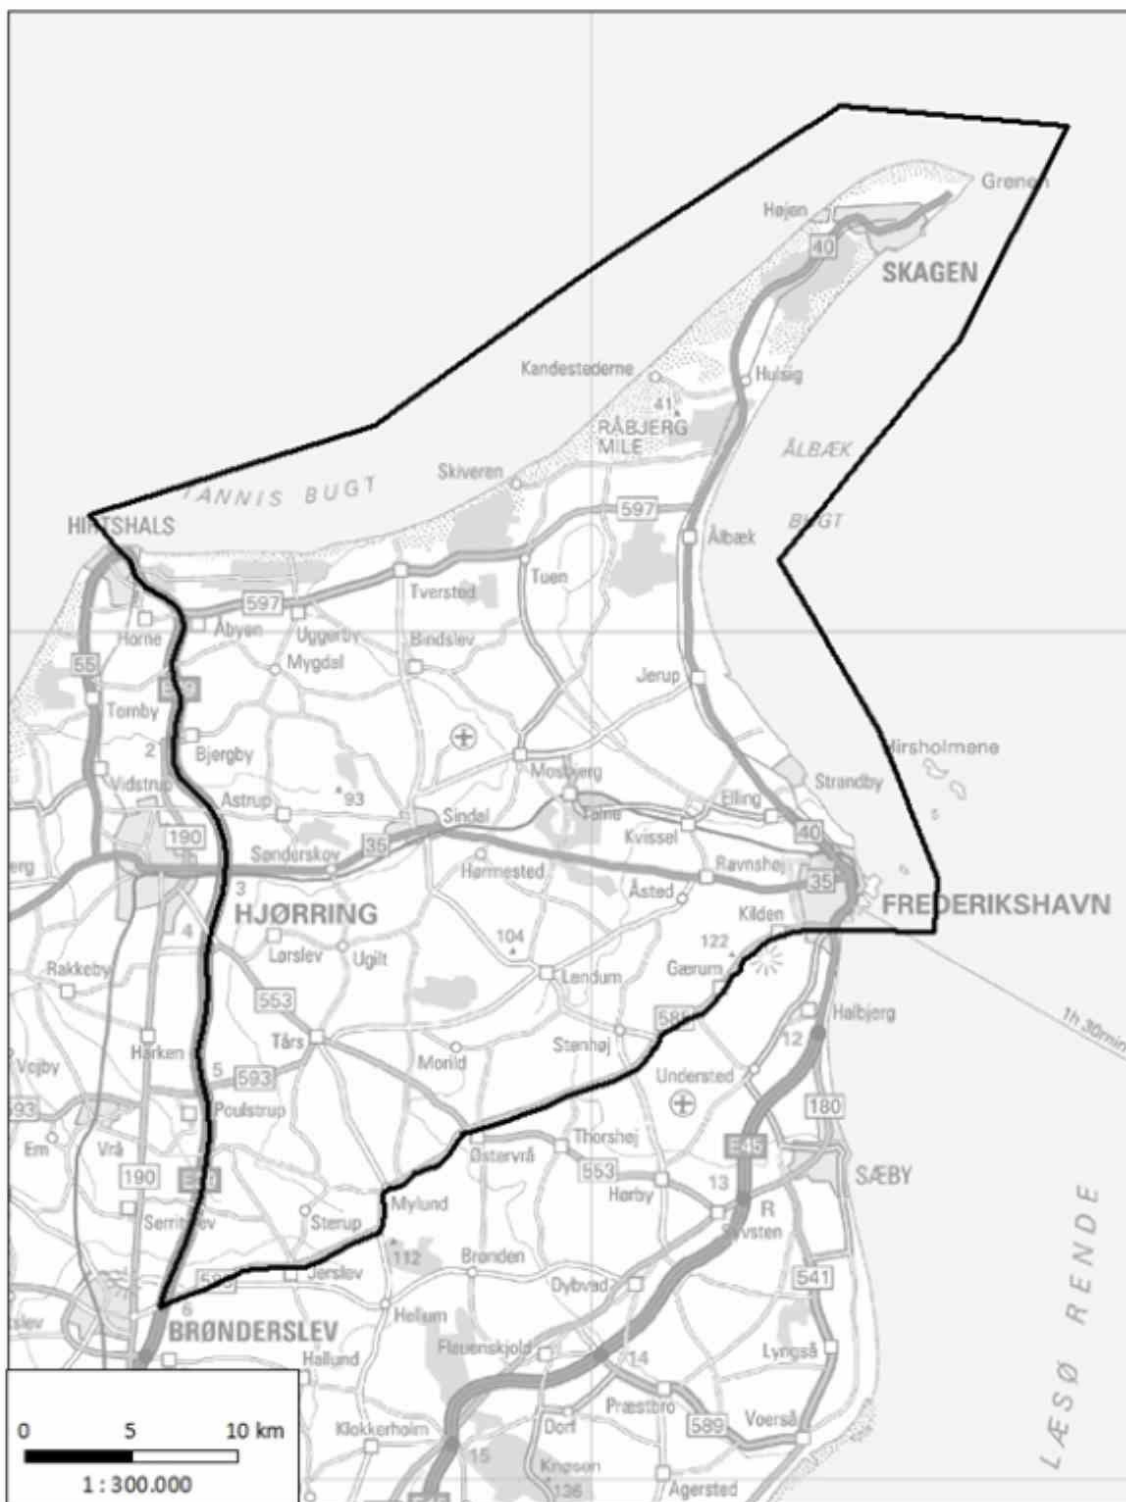 Grenen
Højen
40
SKAGEN
Kandestederne
Hulsig
41
RÅBJERG
MILE
ÅLBÆK
BUGT
Skiveren
TANNIS BUGT
597
HIRTSHALS
Ålbæk
Tuen
Tversted
597
Uggerby
Åbyen
Horne
Bindslev
Mygdal
55
Jerup
Tornby
Bjergby
2
Hirsholmene
Mosbjerg
Strandby
Vidstrup
Astrup
93
Sindal
Tolne
Elling
Kvissel
40
190
Sønderskov
35
Hørmested
Ravnshøj
35
Åsted
3
HJØRRING
FREDERIKSHAVN
Kilden
4
Lørslev
Ugilt
104
122
Gærum
Lendum
Rakkeby
553
585
Halbjerg
Tårs
Stenhøj
12
1h 30min
Harken
Morild
Vejby
5
593
Understed
593
Poulstrup
180
Em
Vrå
Østervrå
Thorshøj
E45
553
SÆBY
190
Mylund
Hørby
13
R
Serritslev
Sterup
Syvsten
112
Brønden
Jerslev
Dybvad
541
6
Hellum
BRØNDERSLEV
Flauenskjold
14
Lyngså
Hallund
Præstbro
LÆSØ RENDE
589
Voerså
Klokkerholm
Dorf
15
Knøsen
136
Agersted
0 5 10 km
1 : 300.000